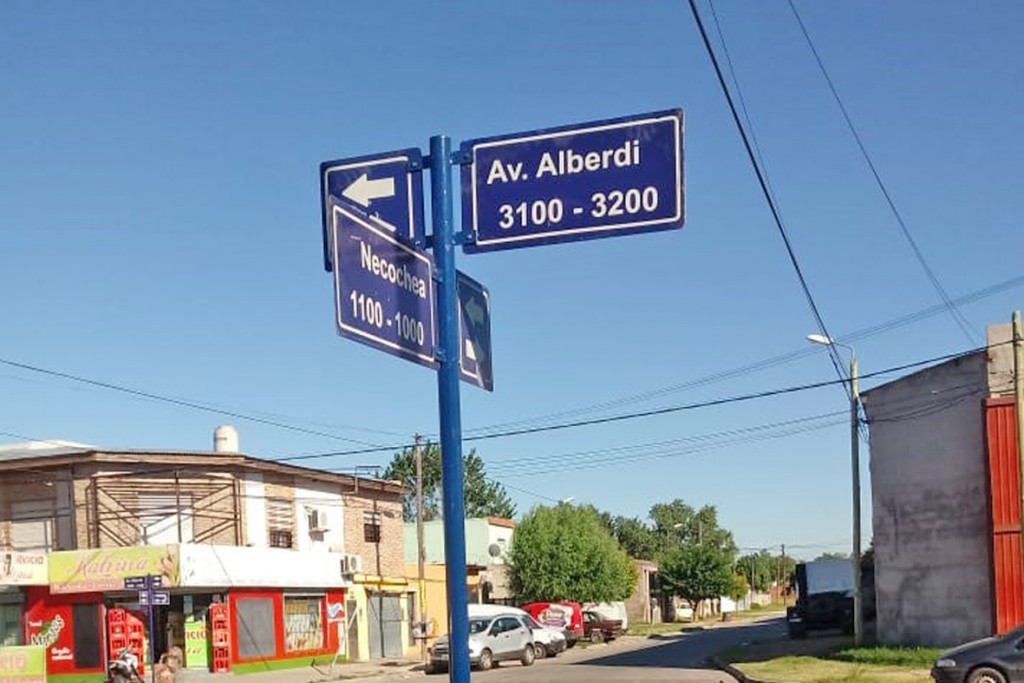 Av. Alberdi
3100 - 3200
Necochea
1100 - 1000